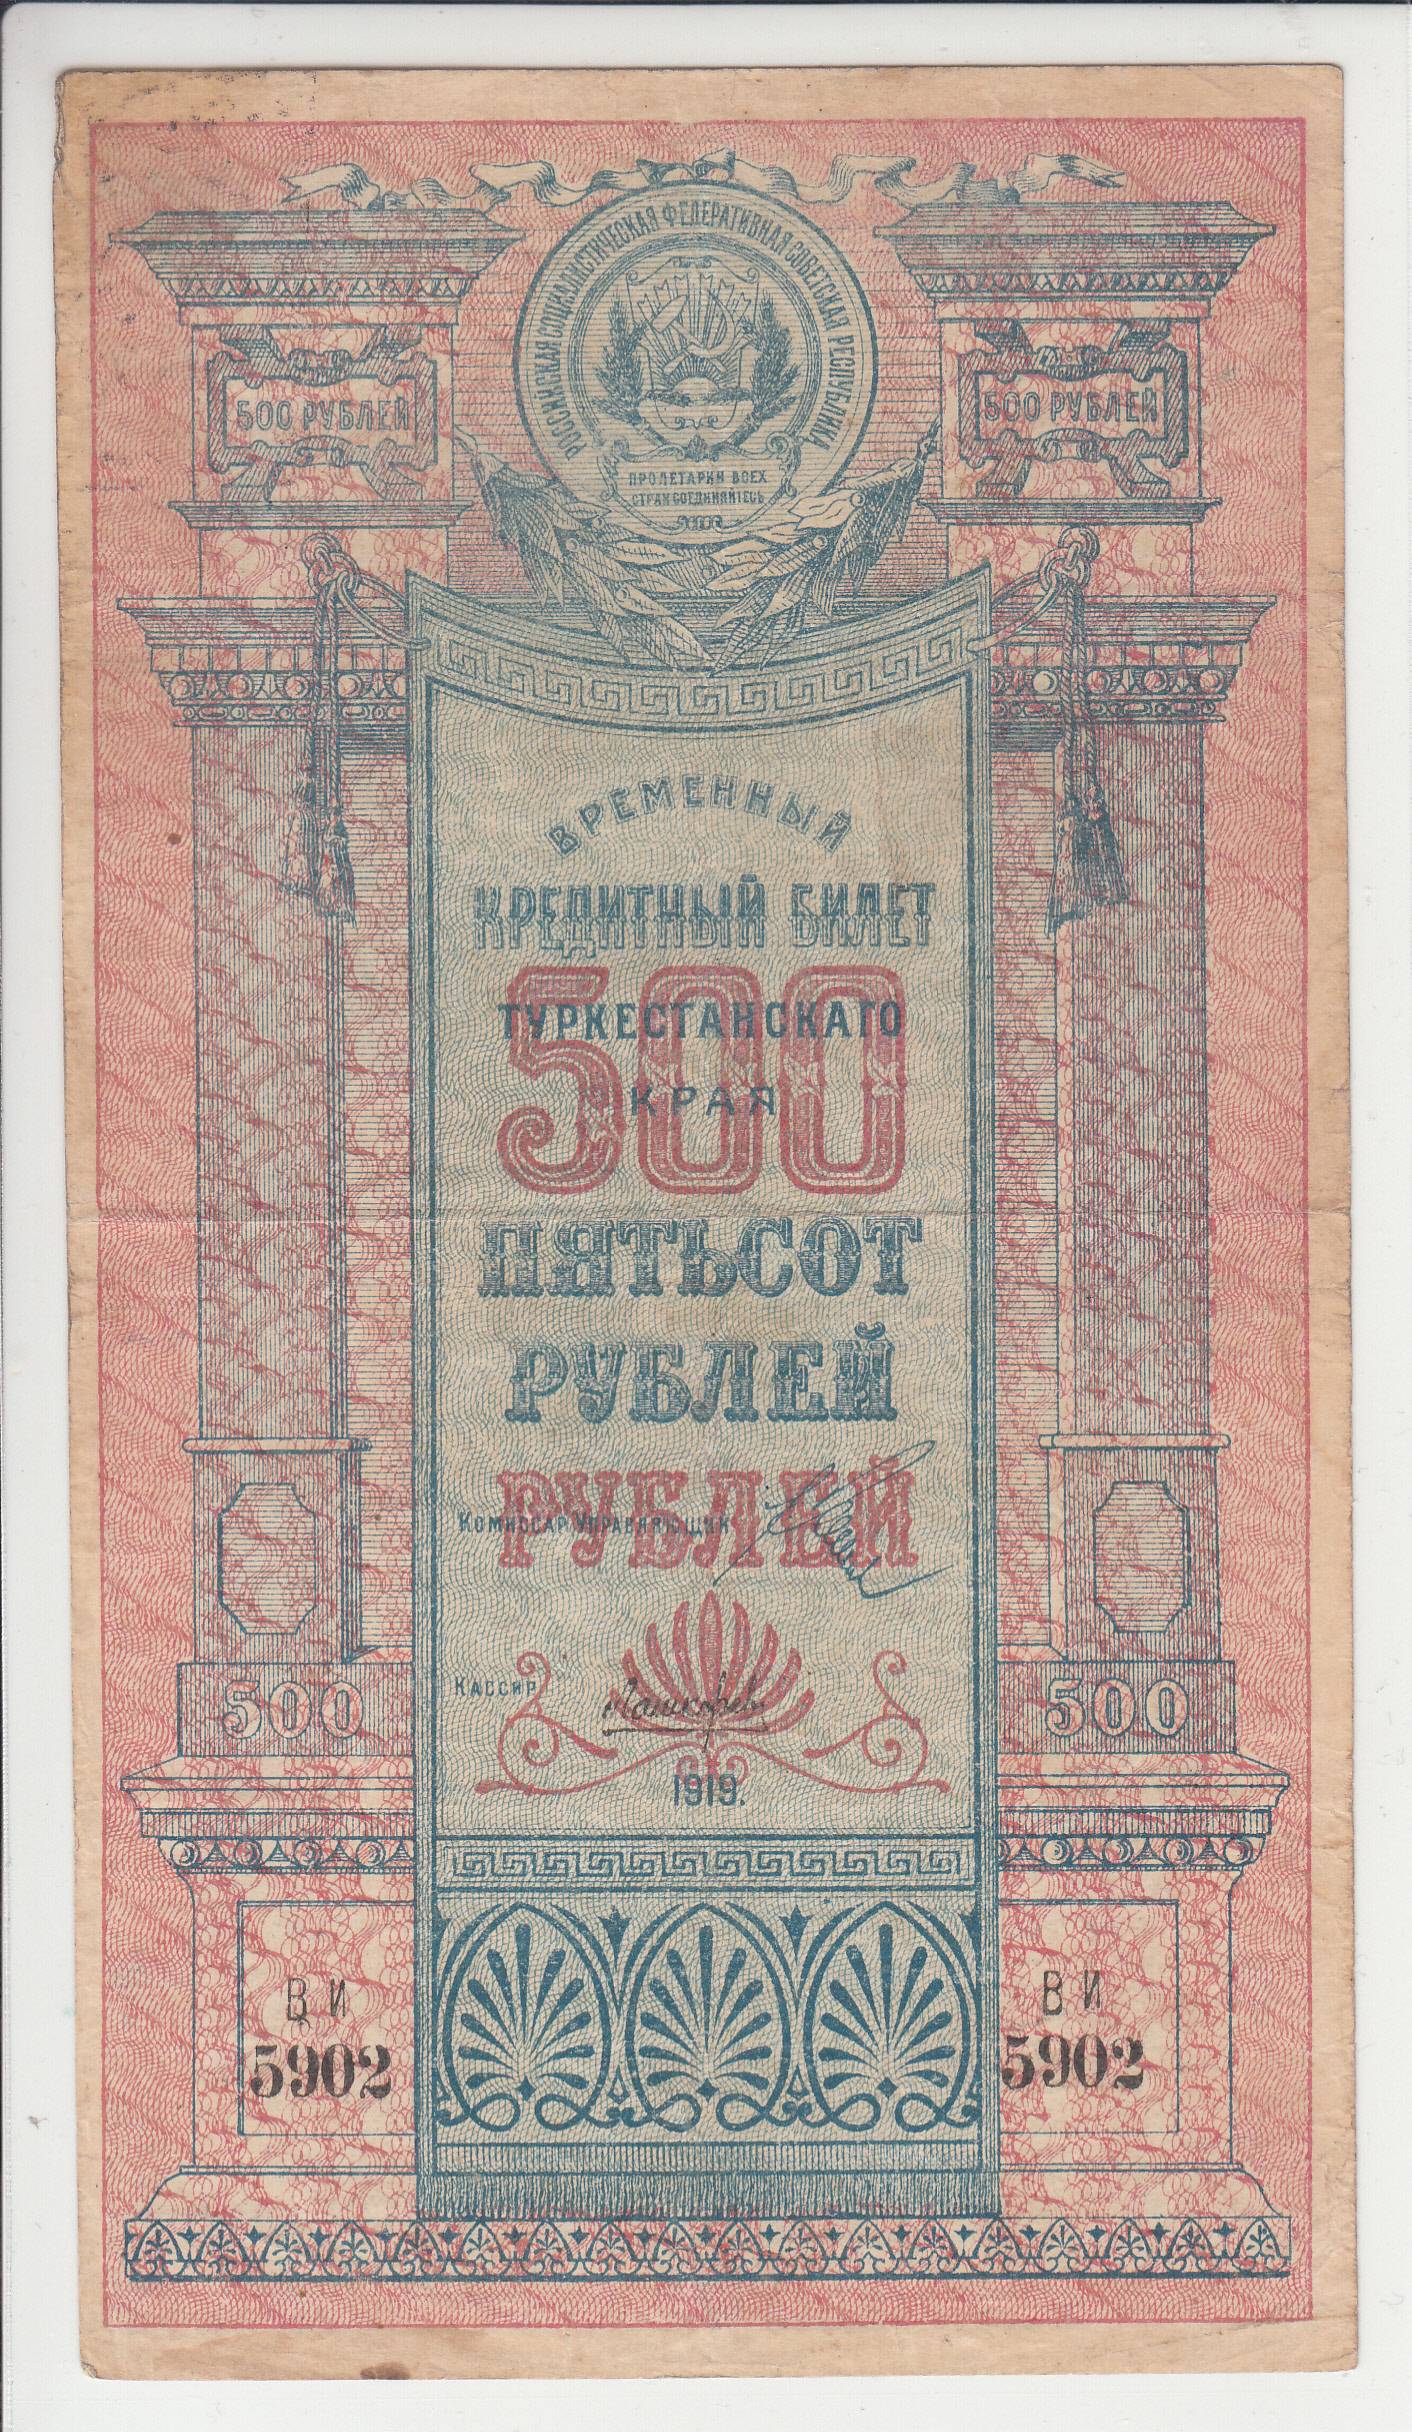 РОССИЙСКАЯ СОЦИАЛИСТИЧЕСКАЯ ФЕДЕРАТИВНАЯ СОВЕТСКАЯ РЕСПУБЛИКА
500 РУБЛЕЙ
500 РУБЛЕЙ
ПРОЛЕТАРИИ ВСЕХ
СТРАН СОЕДИНЯЙТЕСЬ
ВРЕМЕННЫЙ
КРЕДИТНЫЙ БИЛЕТ
500
ТУРКЕСТАНСКАГО
КРАЯ
ПЯТЬСОТ
РУБЛЕЙ
РУБЛЕЙ
КОМИССАР УПРАВЛЯЮЩИЙ
КАССИР
500
500
1919.
ВИ
5902
ВИ
5902